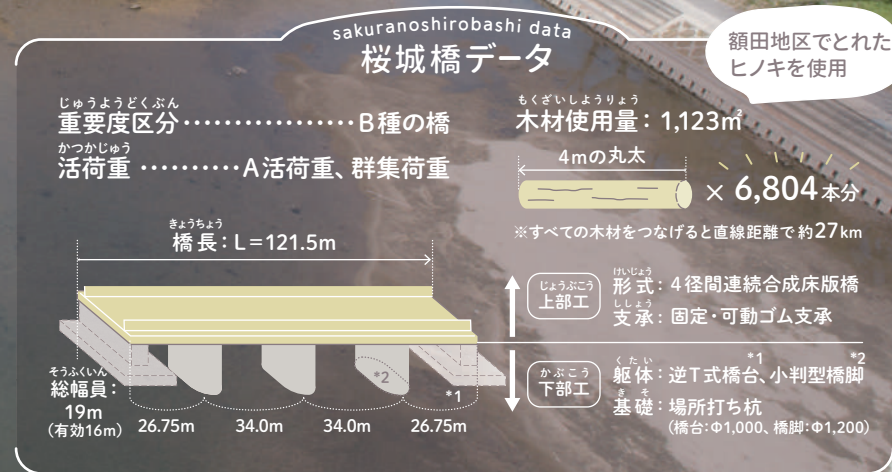 sakuranoshirobashi data
桜城橋データ
額田地区でとれた
ヒノキを使用
じゅうようどくぶん
重要度区分・・・・・・・・・・・・・・・・B種の橋
かつかじゅう
活荷重 ・・・・・・・・・・A活荷重、群集荷重
もくざいしようりょう
木材使用量：1,123㎡
4mの丸太
× 6,804本分
※すべての木材をつなげると直線距離で約27km
きょうちょう
橋長：L＝121.5m
そうふくいん
総幅員：
19m
（有効16m）
26.75m 34.0m 34.0m 26.75m
*2
*1
じょうぶこう
上部工
けいじょう
形式：4径間連続合成床版橋
ししょう
支承：固定・可動ゴム支承
かぶこう
下部工
くたい *1 *2
躯体：逆T式橋台、小判型橋脚
きそ
基礎：場所打ち杭
（橋台:Φ1,000、橋脚:Φ1,200）